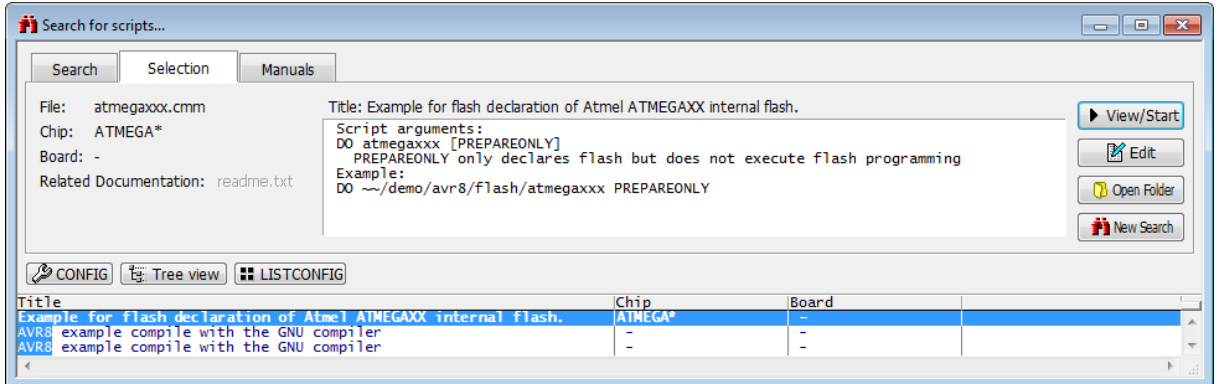 Search for scripts...
Search Selection Manuals
File: atmegaxxx.cmm
Chip: ATMEGA*
Board: -
Related Documentation: readme.txt
Title: Example for flash declaration of Atmel ATMEGAXX internal flash.
Script arguments:
DO atmegaxxx [PREPAREONLY]
PREPAREONLY only declares flash but does not execute flash programming
Example:
DO ~~/demo/avr8/flash/atmegaxxx PREPAREONLY
View/Start
Edit
Open Folder
New Search
CONFIG Tree view LISTCONFIG
Title Chip Board
Example for flash declaration of Atmel ATMEGAXX internal flash. ATMEGA* -
AVR8 example compile with the GNU compiler - -
AVR8 example compile with the GNU compiler - -